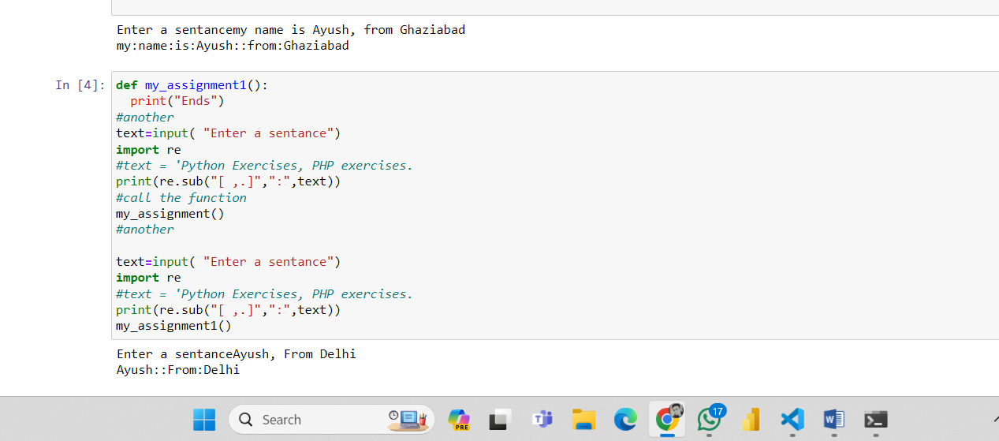 Enter a sentancemy name is Ayush, from Ghaziabad
my:name:is:Ayush::from:Ghaziabad
In [4]:
def my_assignment1():
  print("Ends")
#another
text=input( "Enter a sentance")
import re
#text = 'Python Exercises, PHP exercises.
print(re.sub("[ ,.]",":",text))
#call the function
my_assignment()
#another

text=input( "Enter a sentance")
import re
#text = 'Python Exercises, PHP exercises.
print(re.sub("[ ,.]",":",text))
my_assignment1()
Enter a sentanceAyush, From Delhi
Ayush::From:Delhi
Search
PRE
17